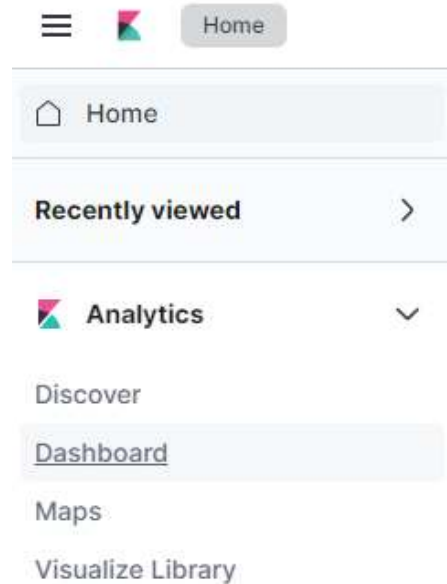 Home
Home
Recently viewed
Analytics
Discover
Dashboard
Maps
Visualize Library